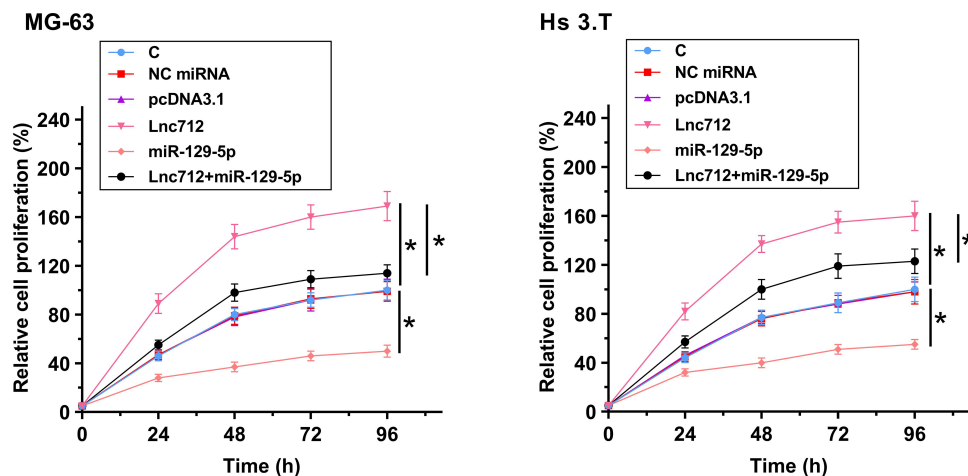 MG-63
C
NC miRNA
pcDNA3.1
Lnc712
miR-129-5p
Lnc712+miR-129-5p
Relative cell proliferation (%)
240
200
160
120
80
40
0
0 24 48 72 96
Time (h)
*
*
*
Hs 3.T
C
NC miRNA
pcDNA3.1
Lnc712
miR-129-5p
Lnc712+miR-129-5p
Relative cell proliferation (%)
240
200
160
120
80
40
0
0 24 48 72 96
Time (h)
*
*
*